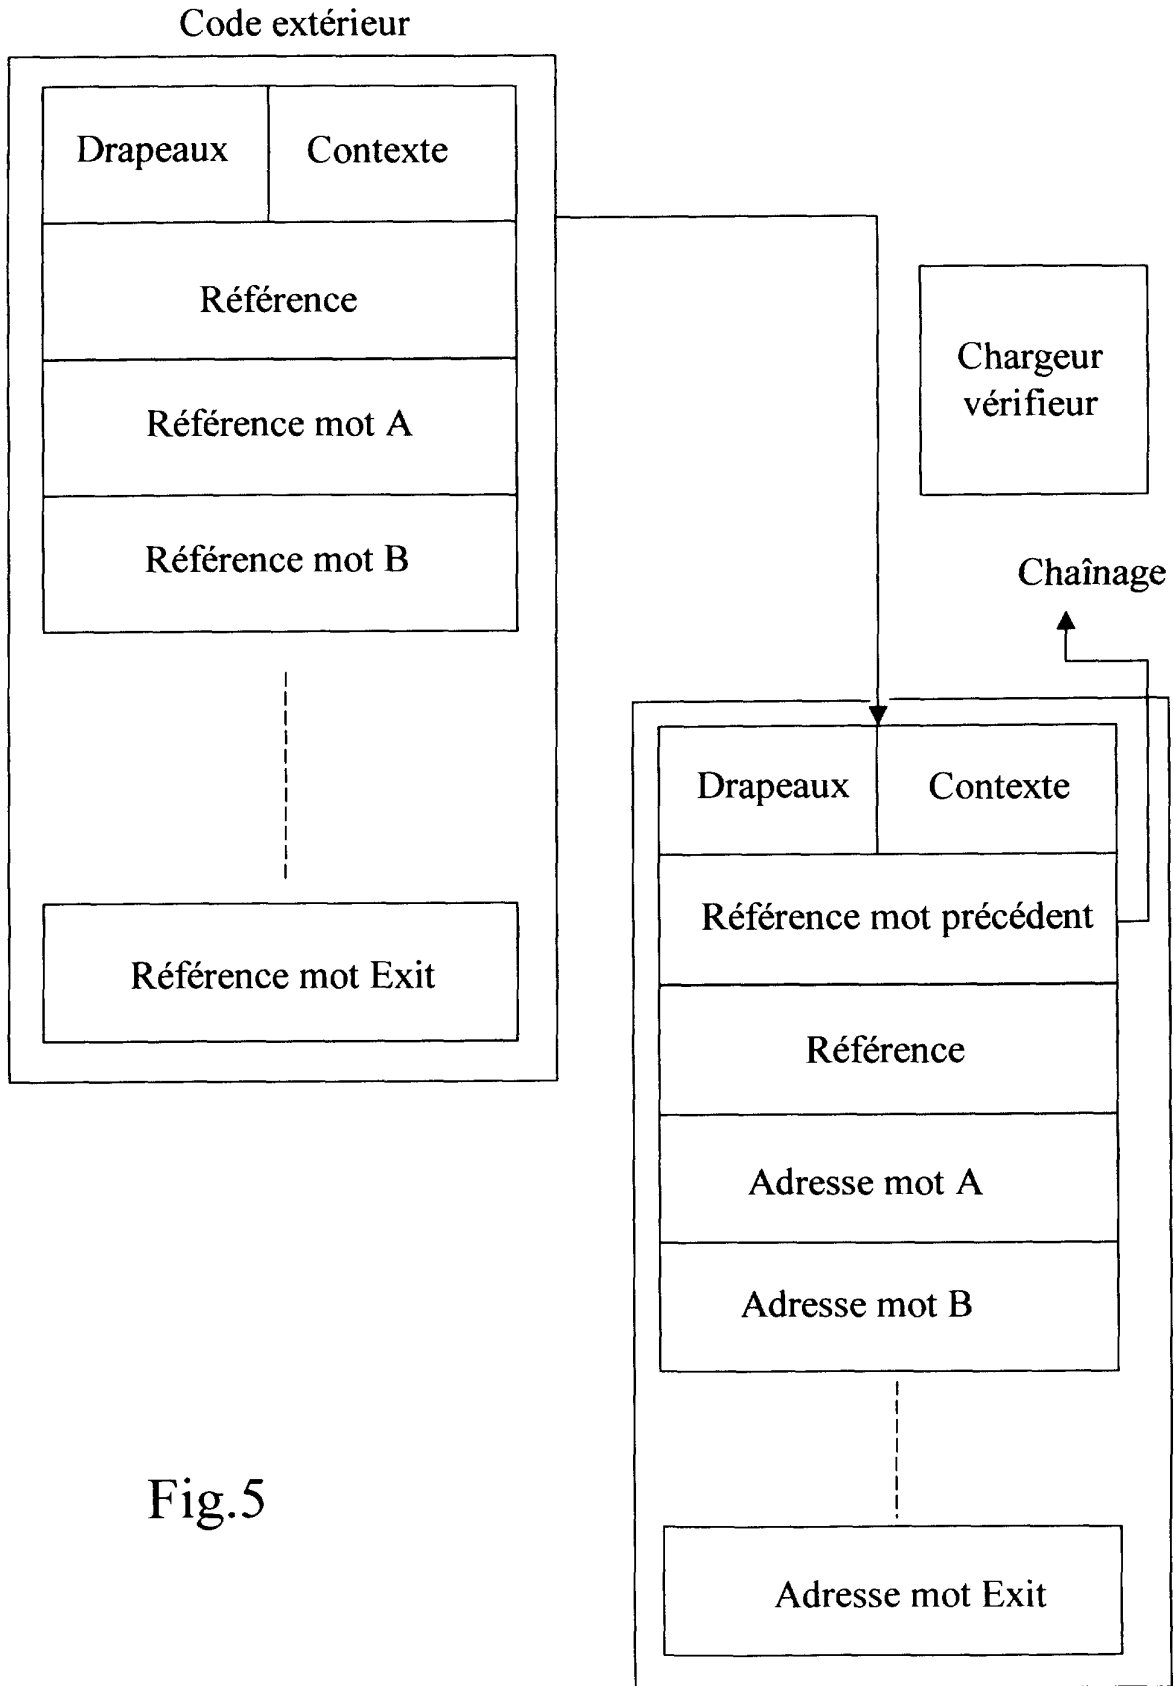 Code extérieur
Drapeaux
Contexte
Référence
Référence mot A
Référence mot B
Référence mot Exit
Chargeur
vérifieur
Chaînage
Drapeaux
Contexte
Référence mot précédent
Référence
Adresse mot A
Adresse mot B
Adresse mot Exit
Fig.5